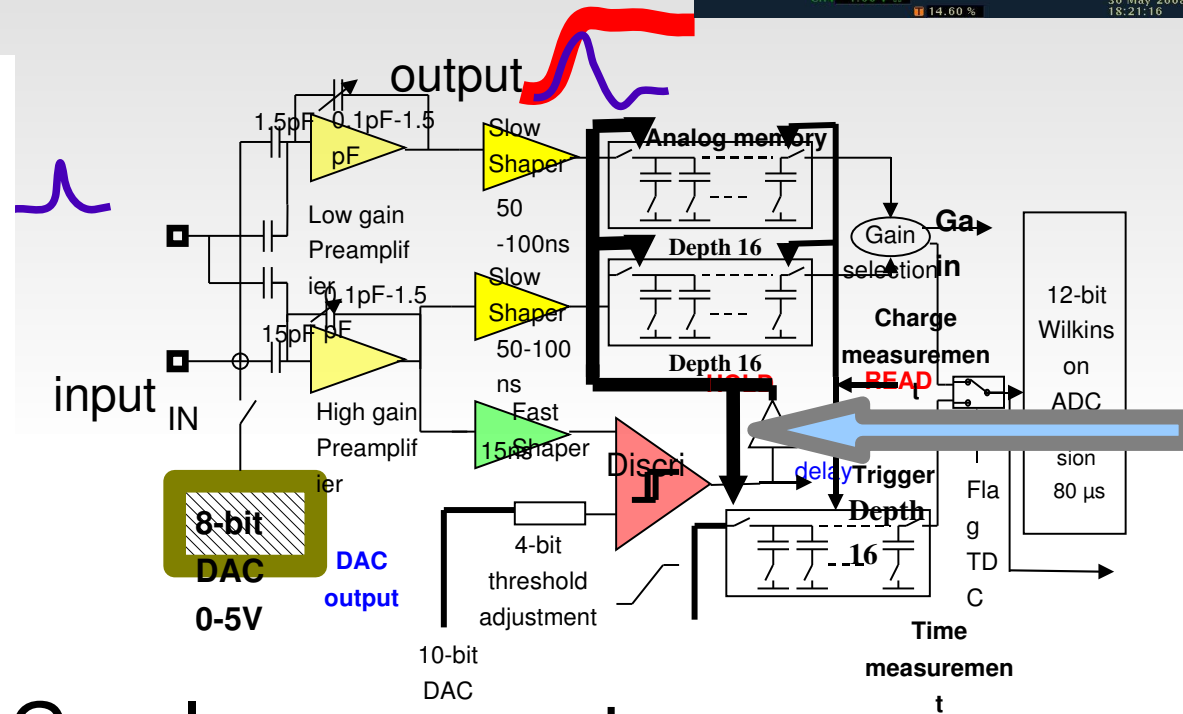 14.60 %
30 May 2008
18:21:16
output
1.5pF
0.1pF-1.5
pF
Slow
Shaper
50
-100ns
Analog memory
Low gain
Preamplif
ier
Depth 16
Gain
selection
Ga
in
0.1pF-1.5
pF
15pF
Slow
Shaper
50-100
ns
Depth 16
HOLD
Charge
measuremen
t
READ
12-bit
Wilkins
on
ADC
sion
80 µs
input
IN
High gain
Preamplif
ier
Fast
Shaper
15ns
Discri
delay
Trigger
Depth
16
Fla
g
TD
C
8-bit
DAC
0-5V
DAC
output
4-bit
threshold
adjustment
10-bit
DAC
Time
measuremen
t